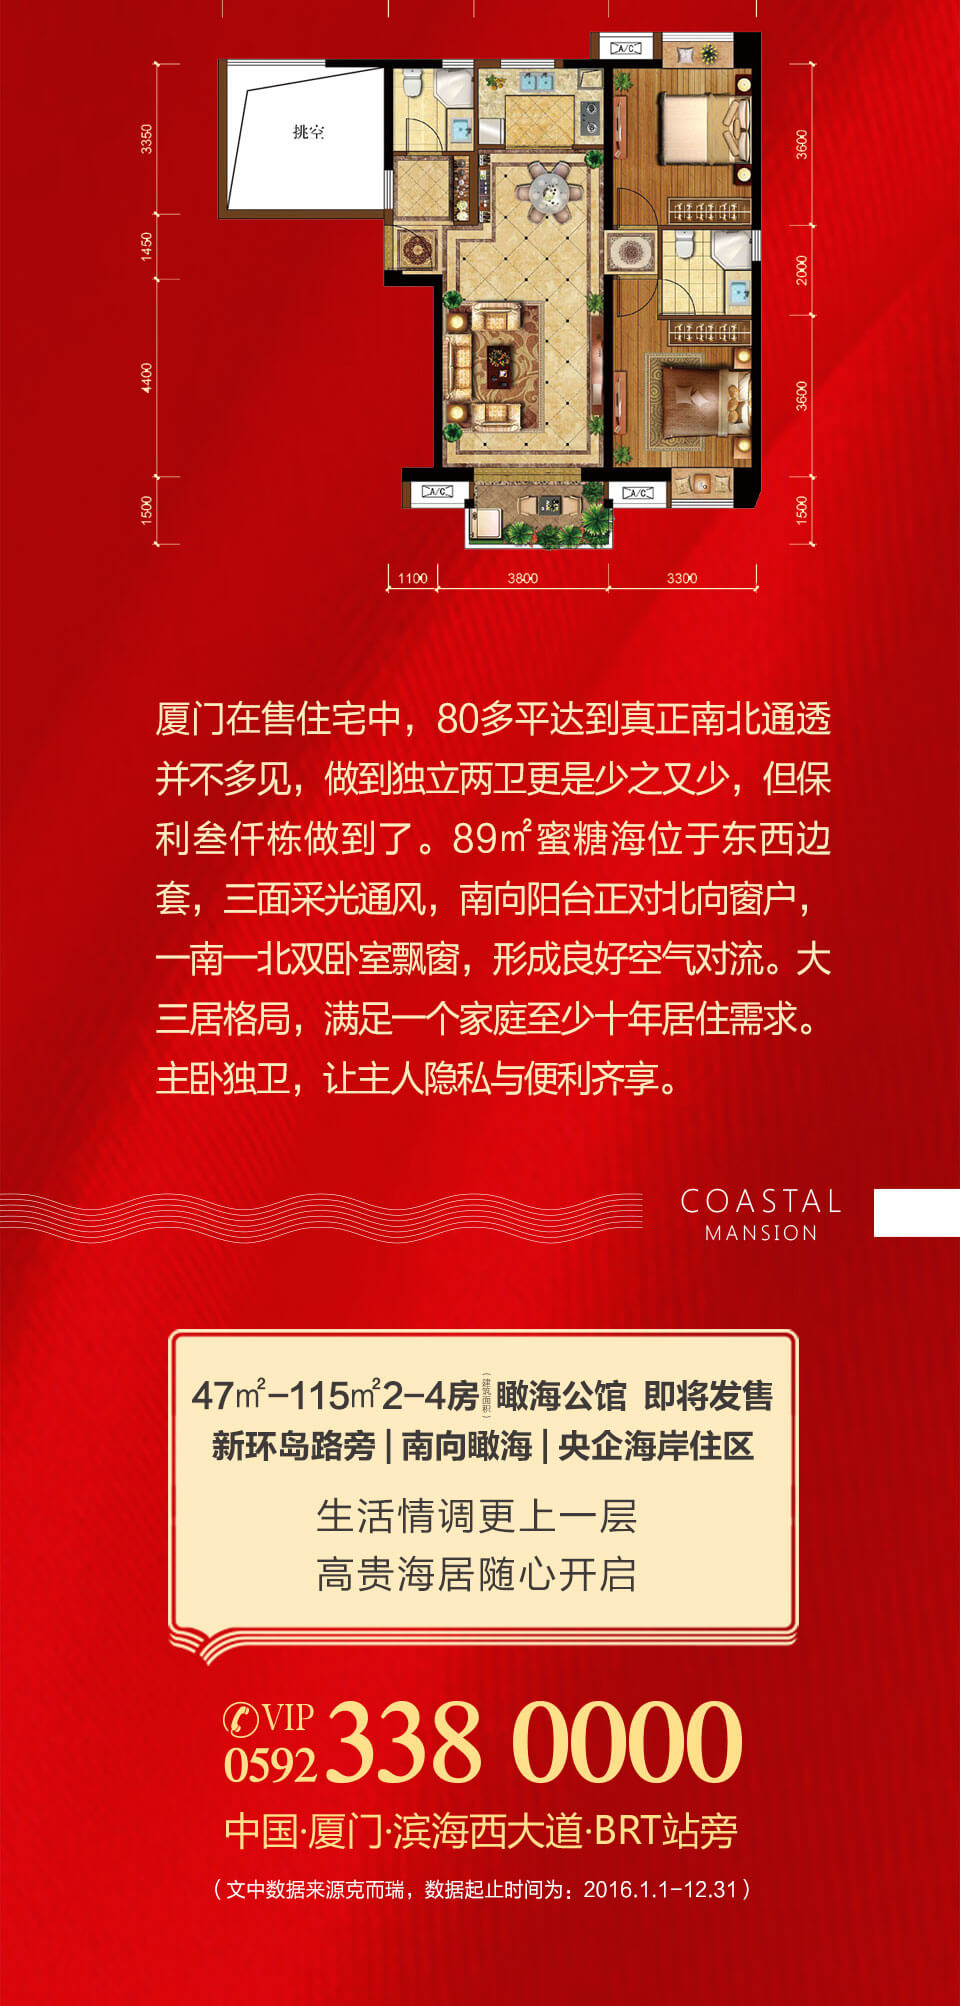 A/C
挑空
3350
1450
4400
1500
3600
2000
3600
1500
A/C
A/C
1100
3800
3300
厦门在售住宅中，80多平达到真正南北通透
并不多见，做到独立两卫更是少之又少，但保
利叁仟栋做到了。89㎡蜜糖海位于东西边
套，三面采光通风，南向阳台正对北向窗户，
一南一北双卧室飘窗，形成良好空气对流。大
三居格局，满足一个家庭至少十年居住需求。
主卧独卫，让主人隐私与便利齐享。
COASTAL
MANSION
47㎡-115㎡2-4房（建筑面积）瞰海公馆 即将发售
新环岛路旁|南向瞰海|央企海岸住区
生活情调更上一层
高贵海居随心开启
VIP
0592 338 0000
中国·厦门·滨海西大道·BRT站旁
（文中数据来源克而瑞，数据起止时间为：2016.1.1-12.31）